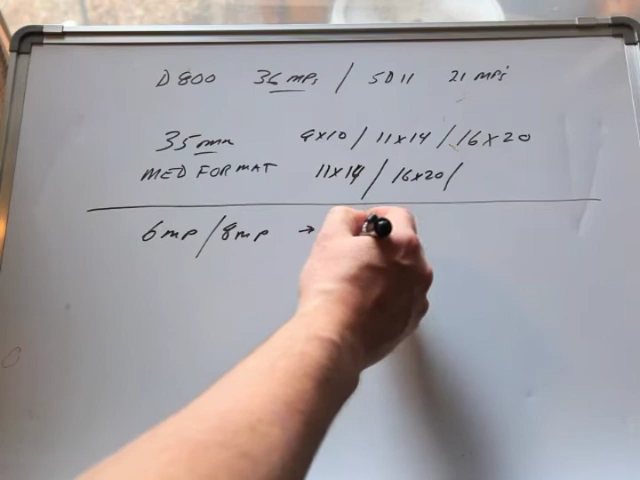 D800 36 MPs / 5D II 21 MPs
35mm 8x10 / 11x14 / 16x20
MED FORMAT 11x14 / 16x20 /
6mp / 8mp →